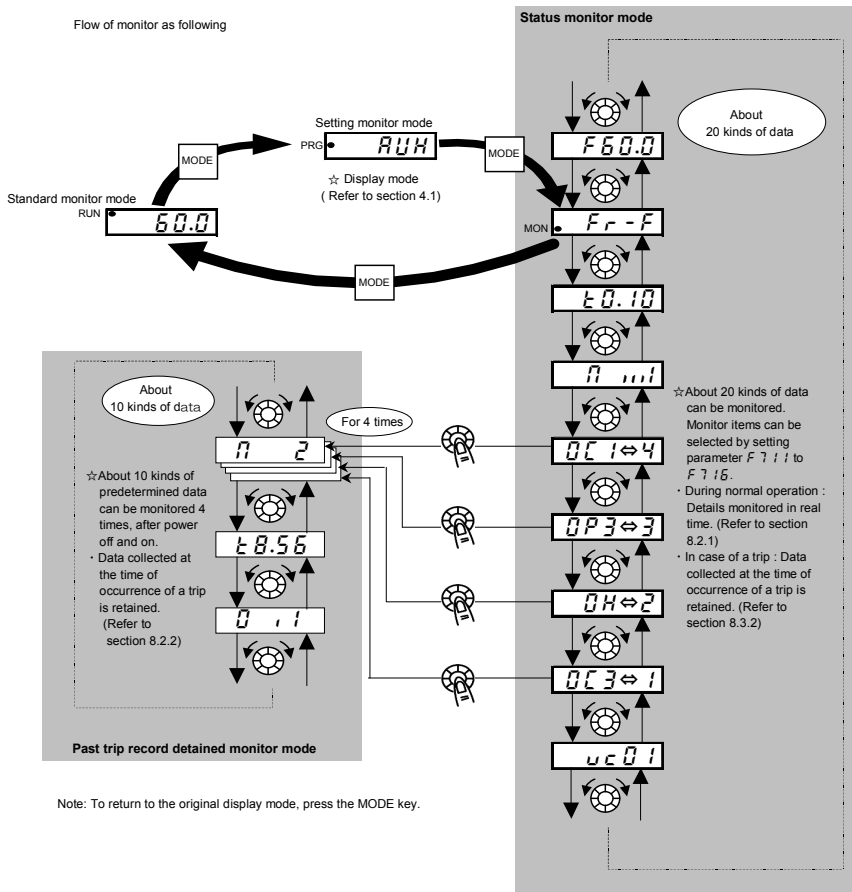 Flow of monitor as following
Status monitor mode
About
20 kinds of data
F60.0
Setting monitor mode
PRG
AUH
MODE
☆ Display mode
( Refer to section 4.1)
MODE
Standard monitor mode
RUN
60.0
MON
Fr-F
MODE
t0.10
About
10 kinds of data
For 4 times
☆About 20 kinds of data
can be monitored.
Monitor items can be
selected by setting
parameter F711 to
F716.
・During normal operation :
Details monitored in real
time. (Refer to section
8.2.1)
・In case of a trip : Data
collected at the time of
occurrence of a trip is
retained. (Refer to
section 8.3.2)
OC1⇔4
OP3⇔3
OH⇔2
OC3⇔1
uc01
n 2
☆About 10 kinds of
predetermined data
can be monitored 4
times, after power
off and on.
・Data collected at
the time of
occurrence of a trip
is retained.
(Refer to
section 8.2.2)
t8.56
Past trip record detained monitor mode
Note: To return to the original display mode, press the MODE key.